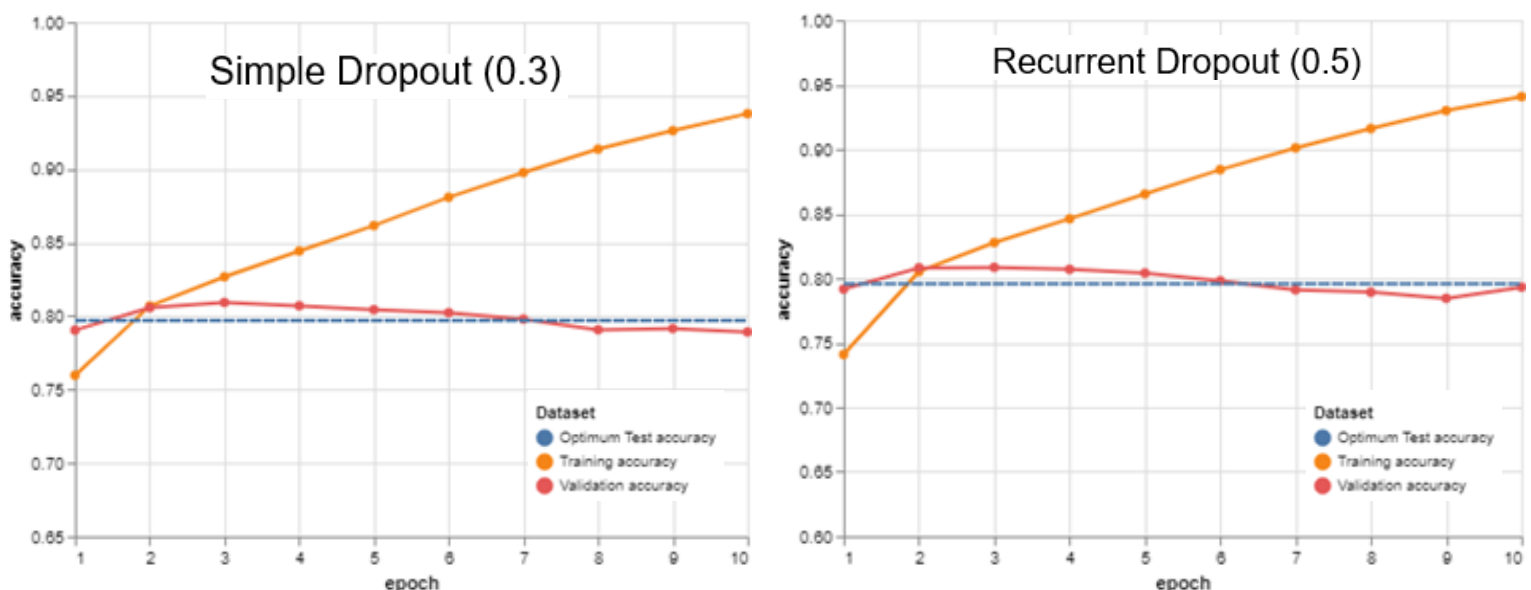 Simple Dropout (0.3)
1.00
0.95
0.90
0.85
0.80
0.75
0.70
0.65
accuracy
1 2 3 4 5 6 7 8 9 10
epoch
Dataset
Optimum Test accuracy
Training accuracy
Validation accuracy
Recurrent Dropout (0.5)
1.00
0.95
0.90
0.85
0.80
0.75
0.70
0.65
0.60
accuracy
1 2 3 4 5 6 7 8 9 10
epoch
Dataset
Optimum Test accuracy
Training accuracy
Validation accuracy